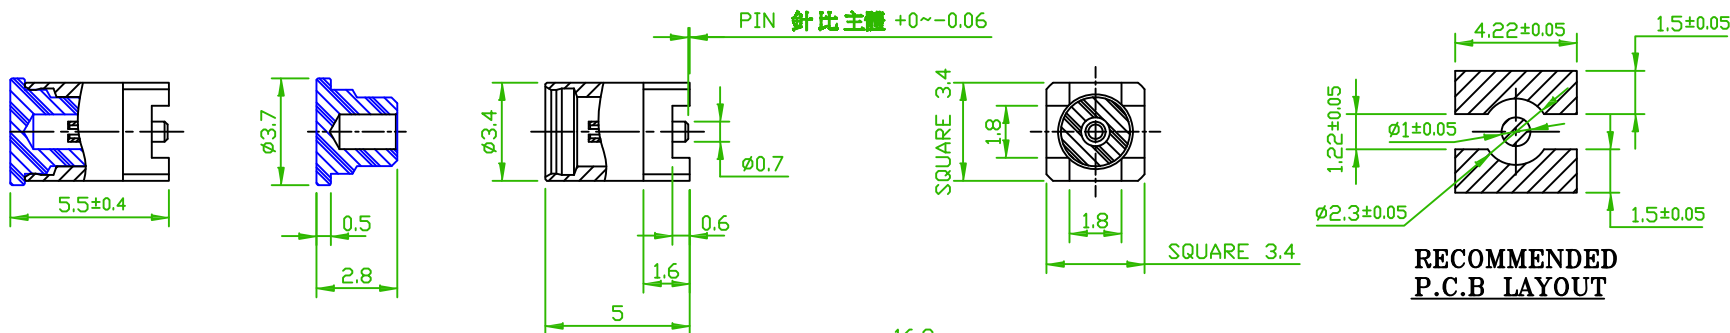 PIN 針比主體 +0~-0.06
4.22±0.05
1.5±0.05
ø3.7
ø3.4
SQUARE 3.4
1.8
1.22±0.05
ø1±0.05
ø0.7
5.5±0.4
0.5
0.6
1.8
ø2.3±0.05
1.5±0.05
SQUARE 3.4
2.8
1.6
5
RECOMMENDED
P.C.B LAYOUT